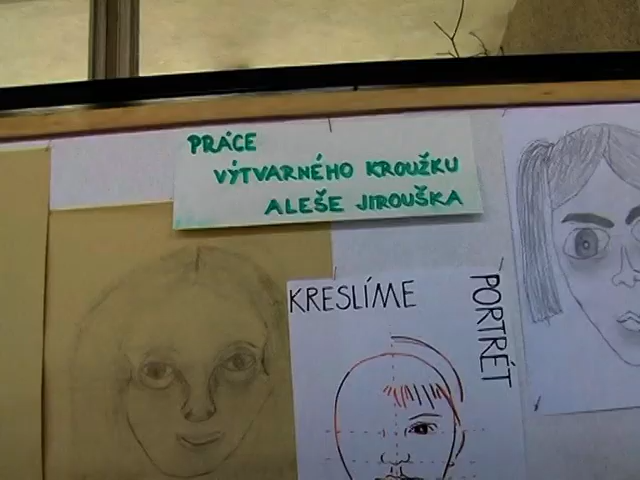 PRÁCE
VÝTVARNÉHO KROUŽKU
ALEŠE JIROUŠKA
KRESLÍME
PORTRÉT